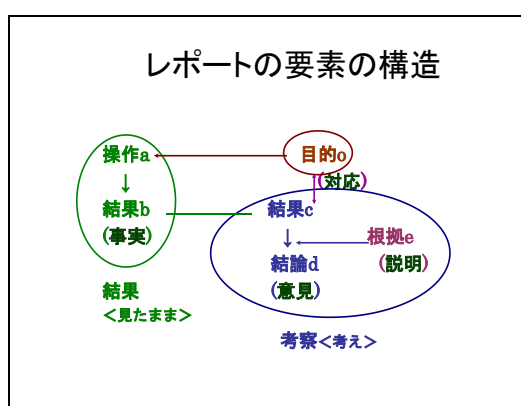 レポートの要素の構造
操作a
目的o
↓
(対応)
結果b
結果c
(事実)
↓
根拠e
結論d
(説明)
結果
(意見)
＜見たまま＞
考察＜考え＞